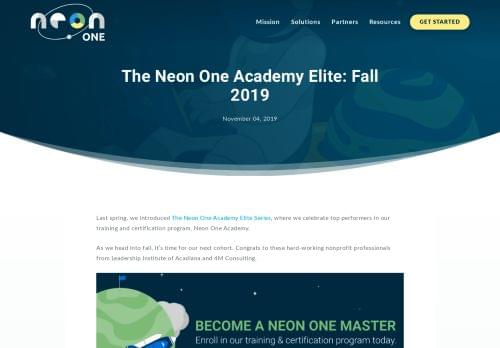 neon ONE
Mission Solutions Partners Resources GET STARTED
The Neon One Academy Elite: Fall
2019
November 04, 2019
Last spring, we introduced The Neon One Academy Elite Series, where we celebrate top performers in our
training and certification program, Neon One Academy.
As we head into fall, it's time for our next cohort. Congrats to these hard-working nonprofit professionals
from Leadership Institute of Acadiana and 4M Consulting.
BECOME A NEON ONE MASTER
Enroll in our training & certification program today.